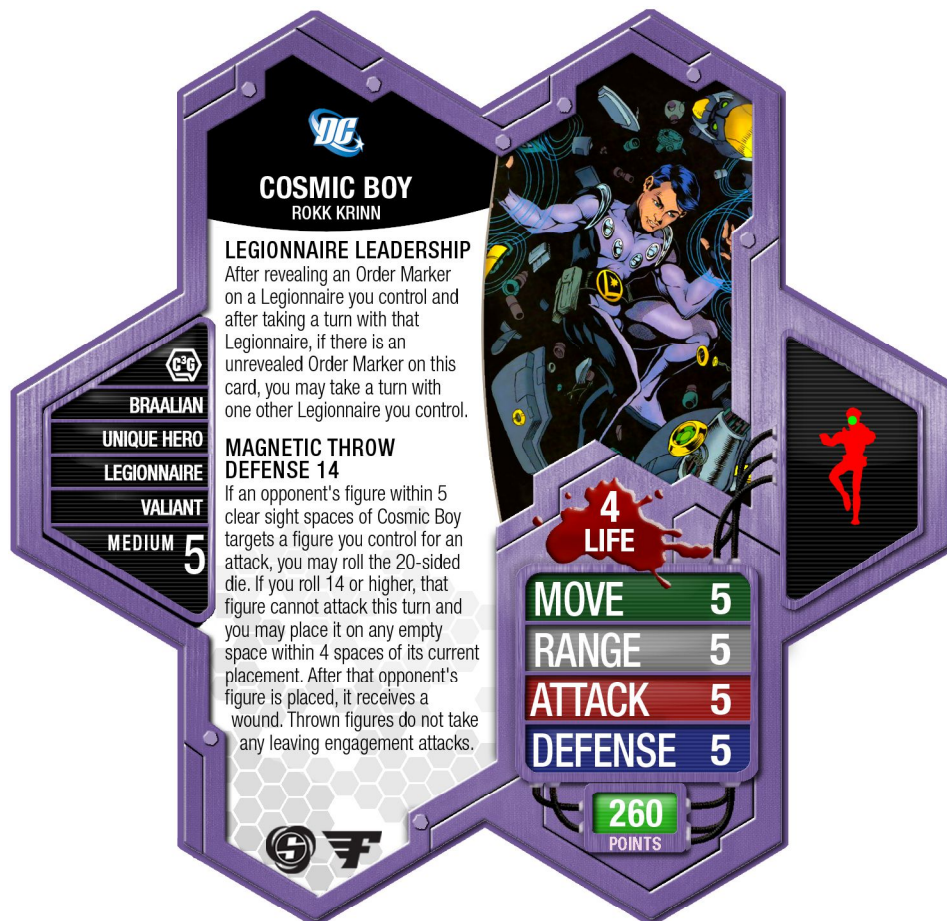 DC
COSMIC BOY
ROKK KRINN
LEGIONNAIRE LEADERSHIP
After revealing an Order Marker
on a Legionnaire you control and
after taking a turn with that
Legionnaire, if there is an
unrevealed Order Marker on this
card, you may take a turn with
one other Legionnaire you control.
MAGNETIC THROW
DEFENSE 14
If an opponent's figure within 5
clear sight spaces of Cosmic Boy
targets a figure you control for an
attack, you may roll the 20-sided
die. If you roll 14 or higher, that
figure cannot attack this turn and
you may place it on any empty
space within 4 spaces of its current
placement. After that opponent's
figure is placed, it receives a
wound. Thrown figures do not take
any leaving engagement attacks.
C3G
BRAALIAN
UNIQUE HERO
LEGIONNAIRE
VALIANT
MEDIUM 5
L
4
LIFE
MOVE 5
RANGE 5
ATTACK 5
DEFENSE 5
260
POINTS
S F